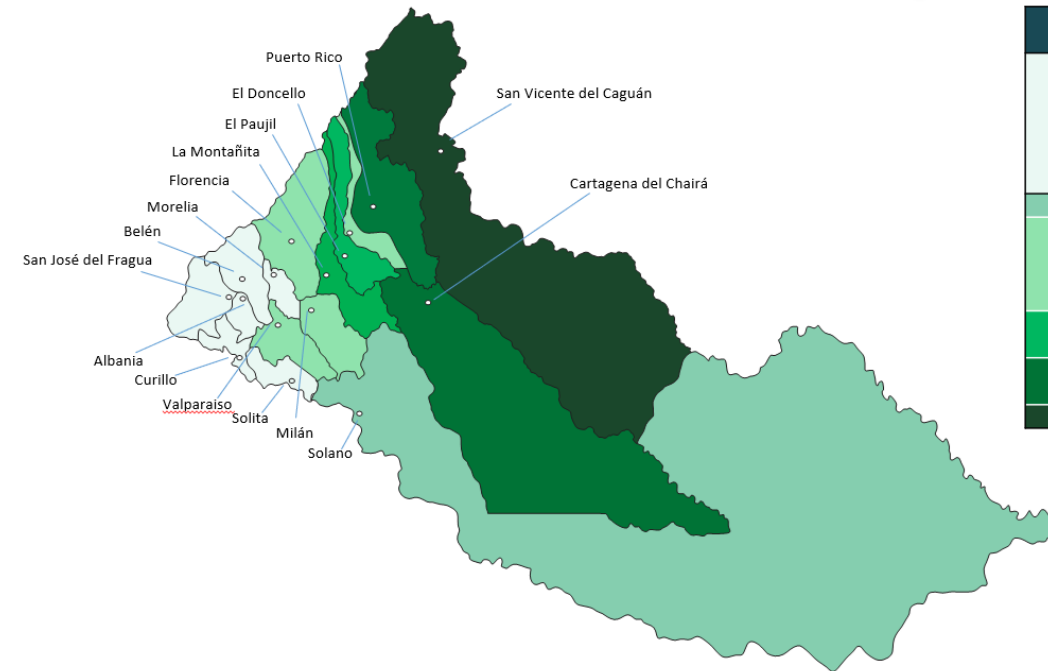 Puerto Rico
El Doncello
San Vicente del Caguán
El Paujil
La Montañita
Florencia
Cartagena del Chairá
Morelia
Belén
San José del Fragua
Albania
Curillo
Valparaiso
Solita
Milán
Solano